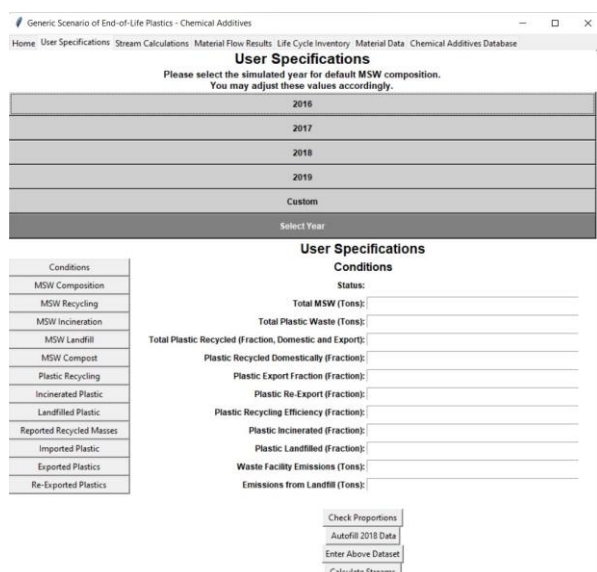 Generic Scenario of End-of-Life Plastics - Chemical Additives
Home User Specifications Stream Calculations Material Flow Results Life Cycle Inventory Material Data Chemical Additives Database
User Specifications
Please select the simulated year for default MSW composition.
You may adjust these values accordingly.
2016
2017
2018
2019
Custom
Select Year
User Specifications
Conditions
Conditions
MSW Composition
Status:
MSW Recycling
Total MSW (Tons):
MSW Incineration
Total Plastic Waste (Tons):
MSW Landfill
Total Plastic Recycled (Fraction, Domestic and Export):
MSW Compost
Plastic Recycled Domestically (Fraction):
Plastic Recycling
Plastic Export Fraction (Fraction):
Incinerated Plastic
Plastic Re-Export (Fraction):
Landfilled Plastic
Plastic Recycling Efficiency (Fraction):
Reported Recycled Masses
Plastic Incinerated (Fraction):
Imported Plastic
Plastic Landfilled (Fraction):
Exported Plastics
Waste Facility Emissions (Tons):
Re-Exported Plastics
Emissions from Landfill (Tons):
Check Proportions
Autofill 2018 Data
Enter Above Dataset
Calculate Streams